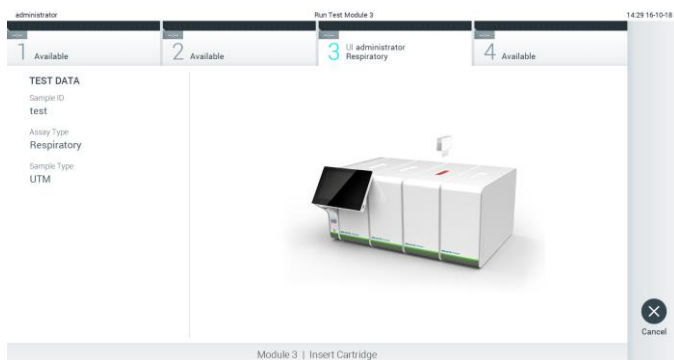 administrator
Run Test Module 3
14:29 16-10-18
1 Available
2 Available
3 UI administrator
Respiratory
4 Available
TEST DATA
Sample ID
test
Assay Type
Respiratory
Sample Type
UTM
Cancel
Module 3 | Insert Cartridge